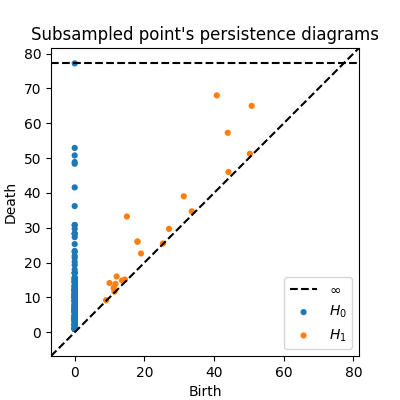 Subsampled point's persistence diagrams
80
70
60
50
40
30
20
10
0
Death
0 20 40 60 80
Birth
∞
H₀
H₁